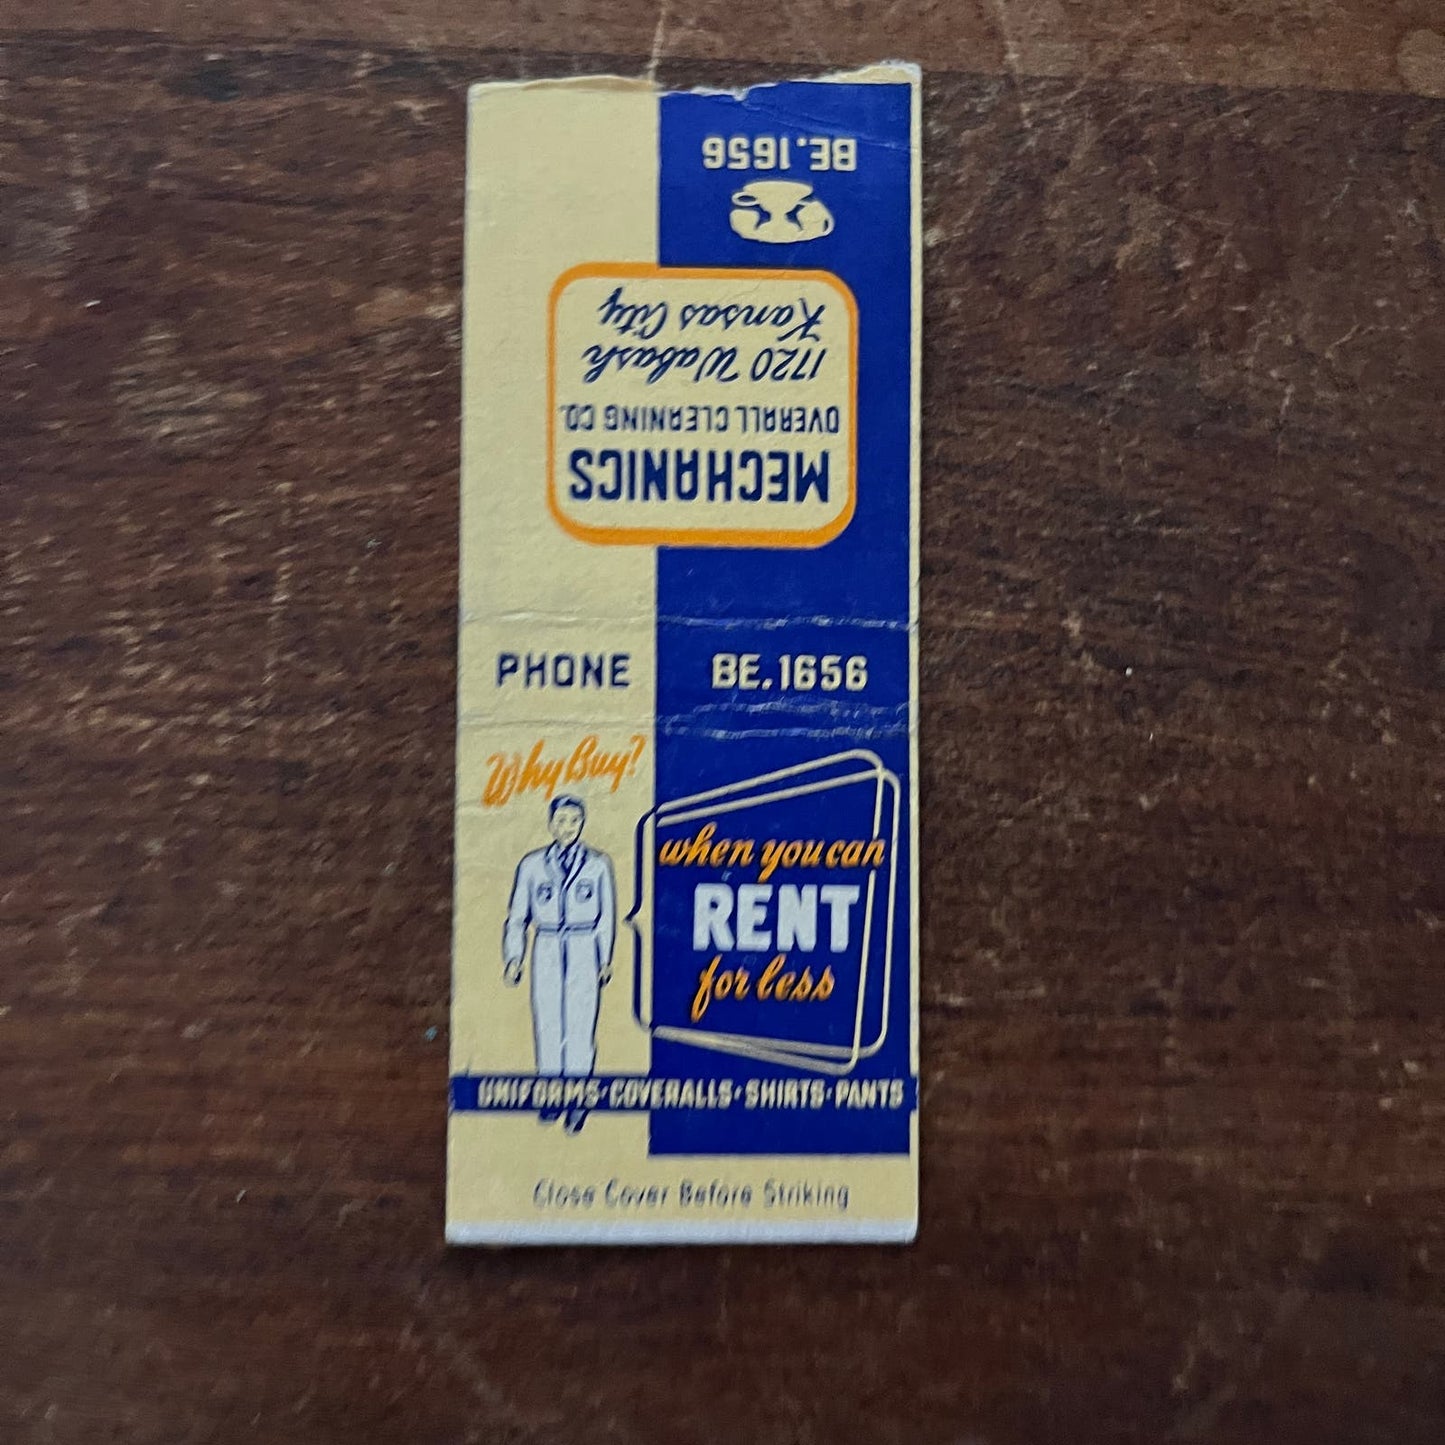 MECHANICS
OVERALL CLEANING CO.
1720 Wabash
Kansas City
BE.1656
PHONE BE.1656
Why Buy?
when you can
RENT
for less
UNIFORMS·COVERALLS·SHIRTS·PANTS
Close Cover Before Striking